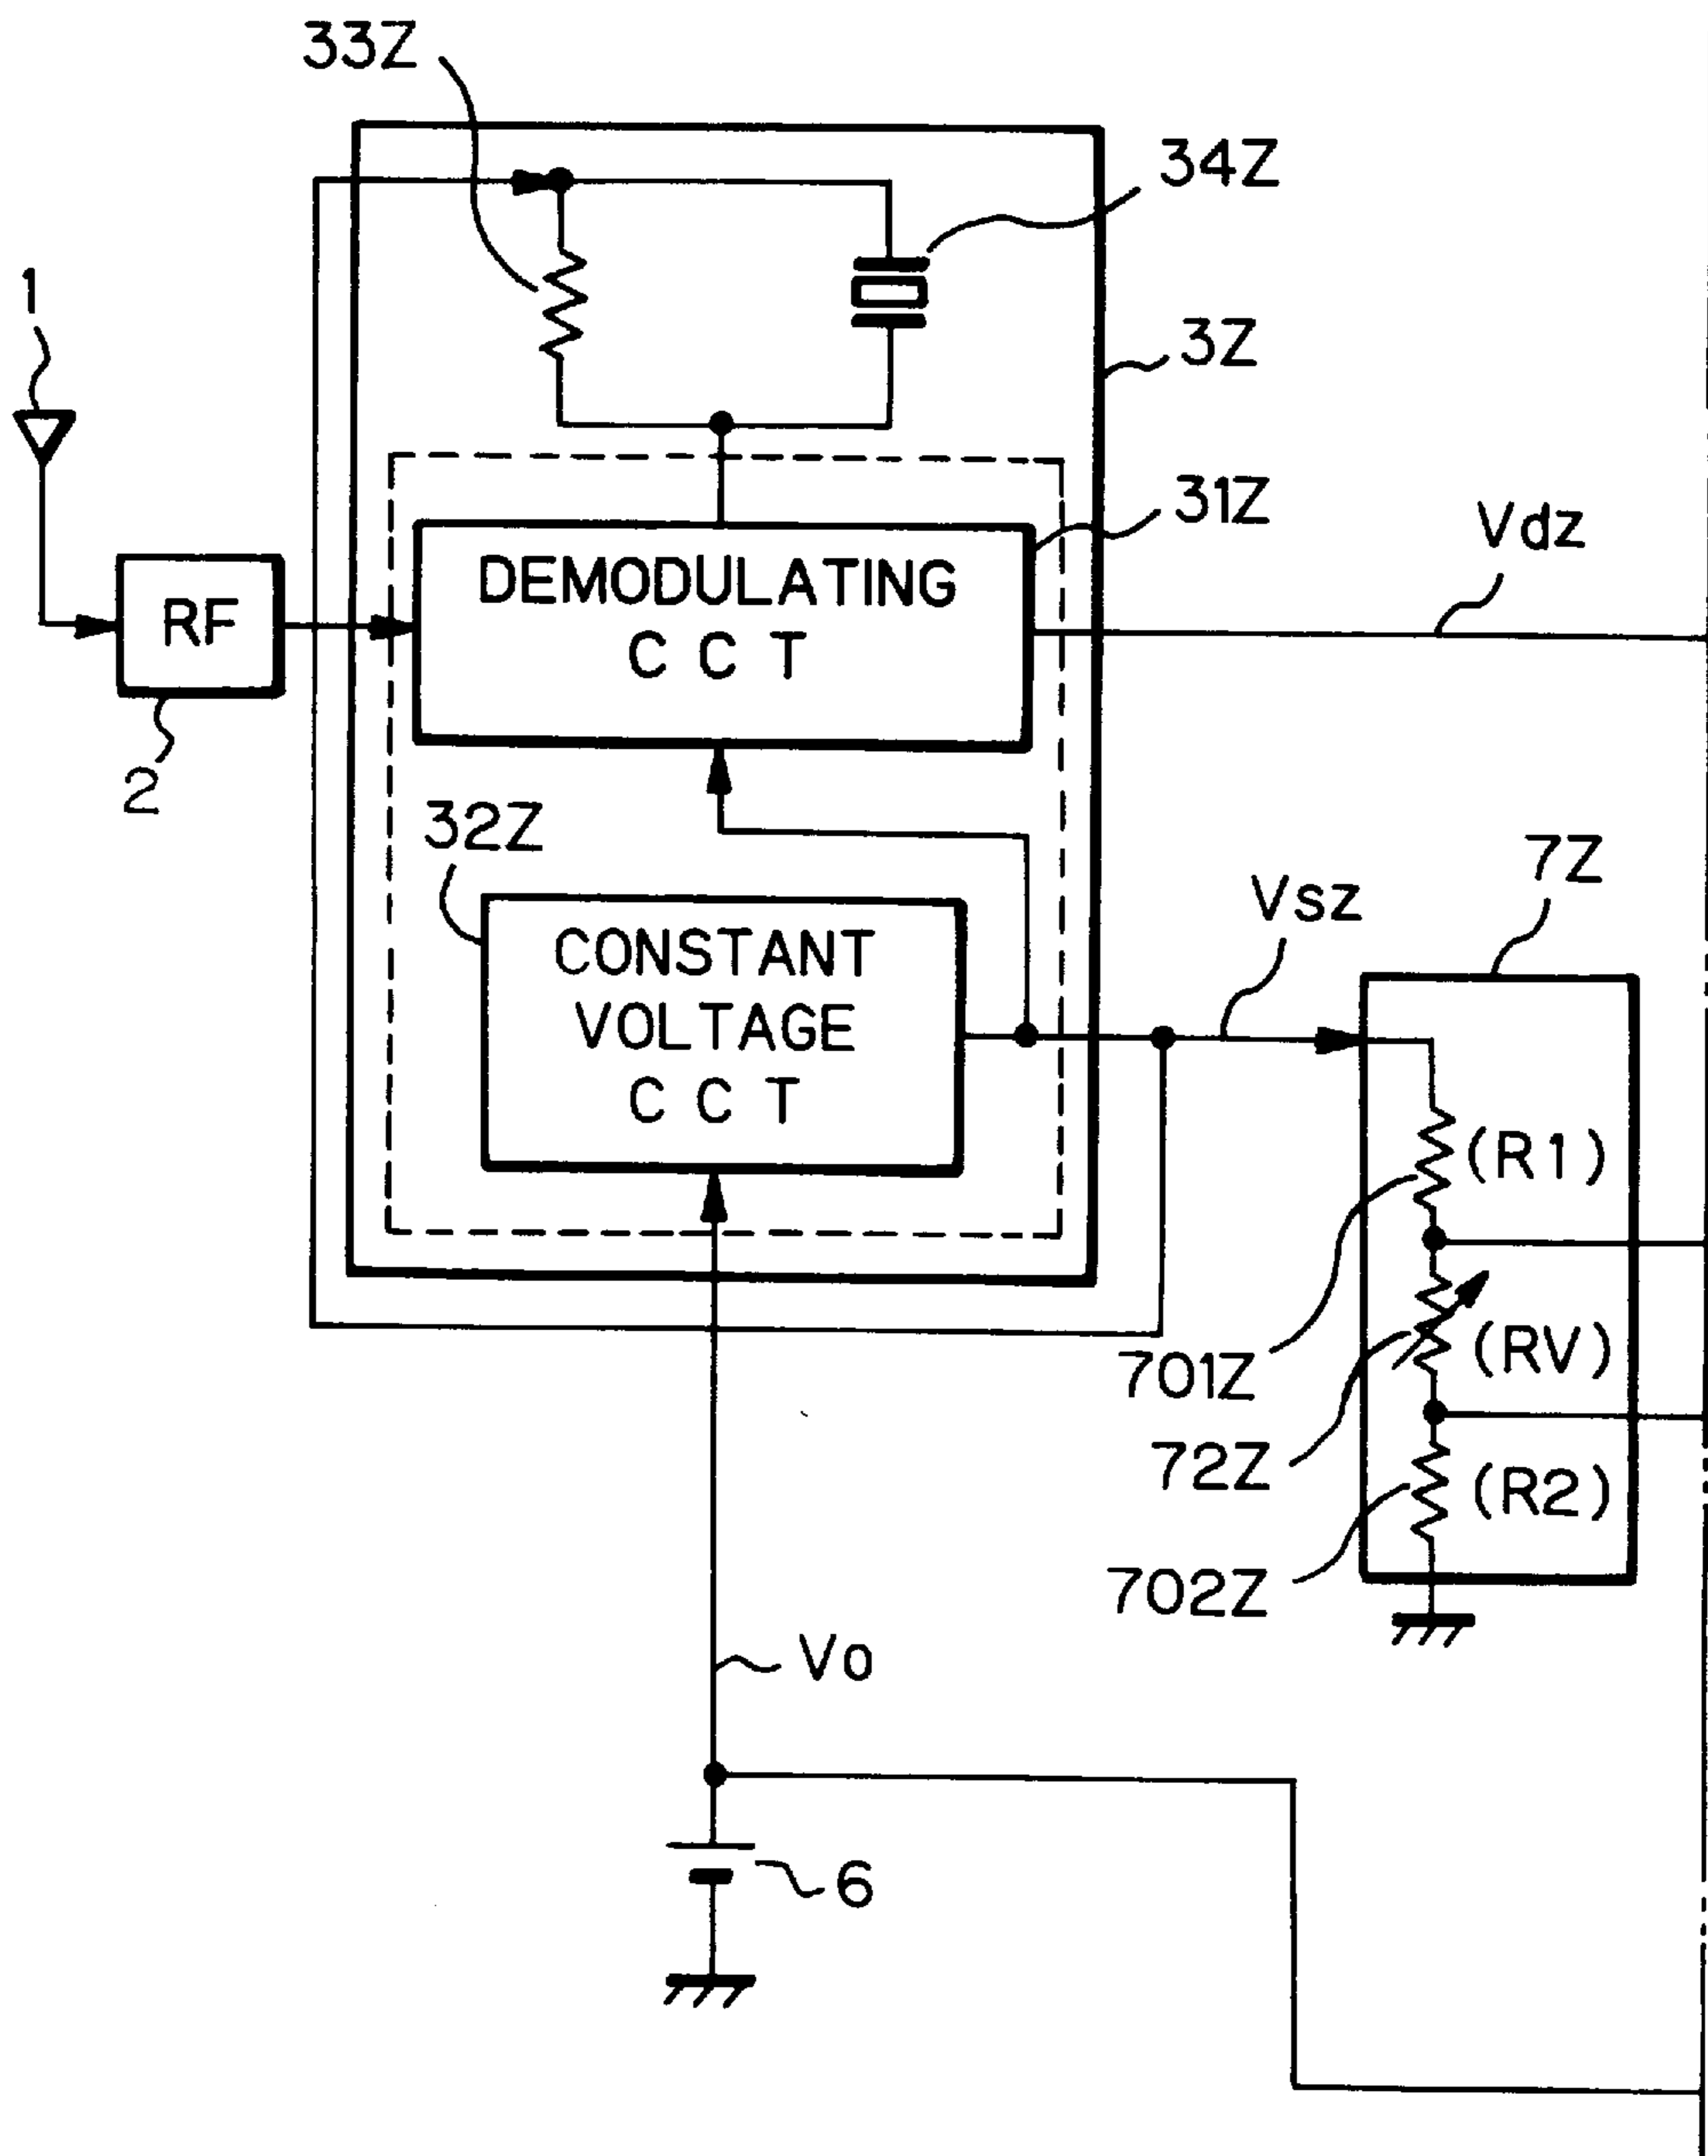 33Z
34Z
1
3Z
31Z
Vdz
DEMODULATING
C C T
RF
2
32Z
7Z
Vsz
CONSTANT
VOLTAGE
C C T
(R1)
701Z
(RV)
72Z
(R2)
702Z
Vo
6